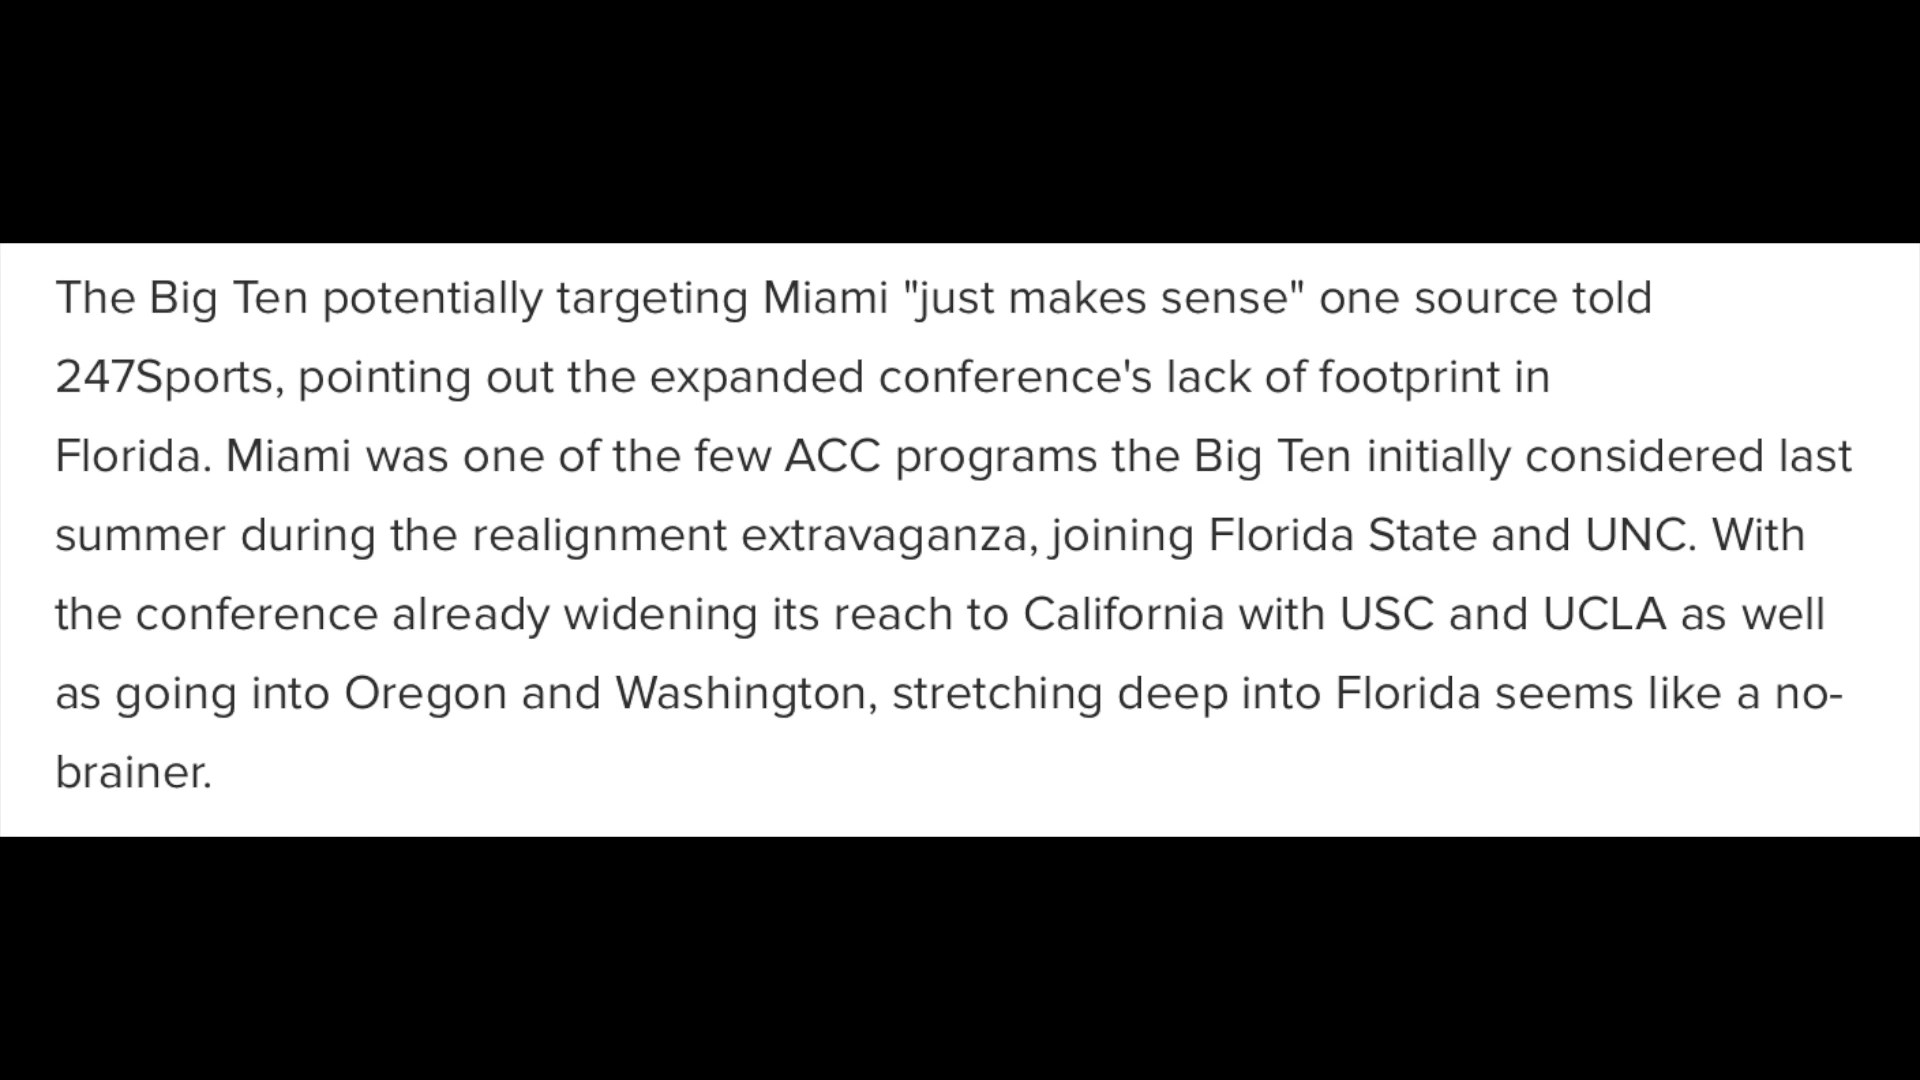 The Big Ten potentially targeting Miami "just makes sense" one source told
247Sports, pointing out the expanded conference's lack of footprint in
Florida. Miami was one of the few ACC programs the Big Ten initially considered last
summer during the realignment extravaganza, joining Florida State and UNC. With
the conference already widening its reach to California with USC and UCLA as well
as going into Oregon and Washington, stretching deep into Florida seems like a no-
brainer.